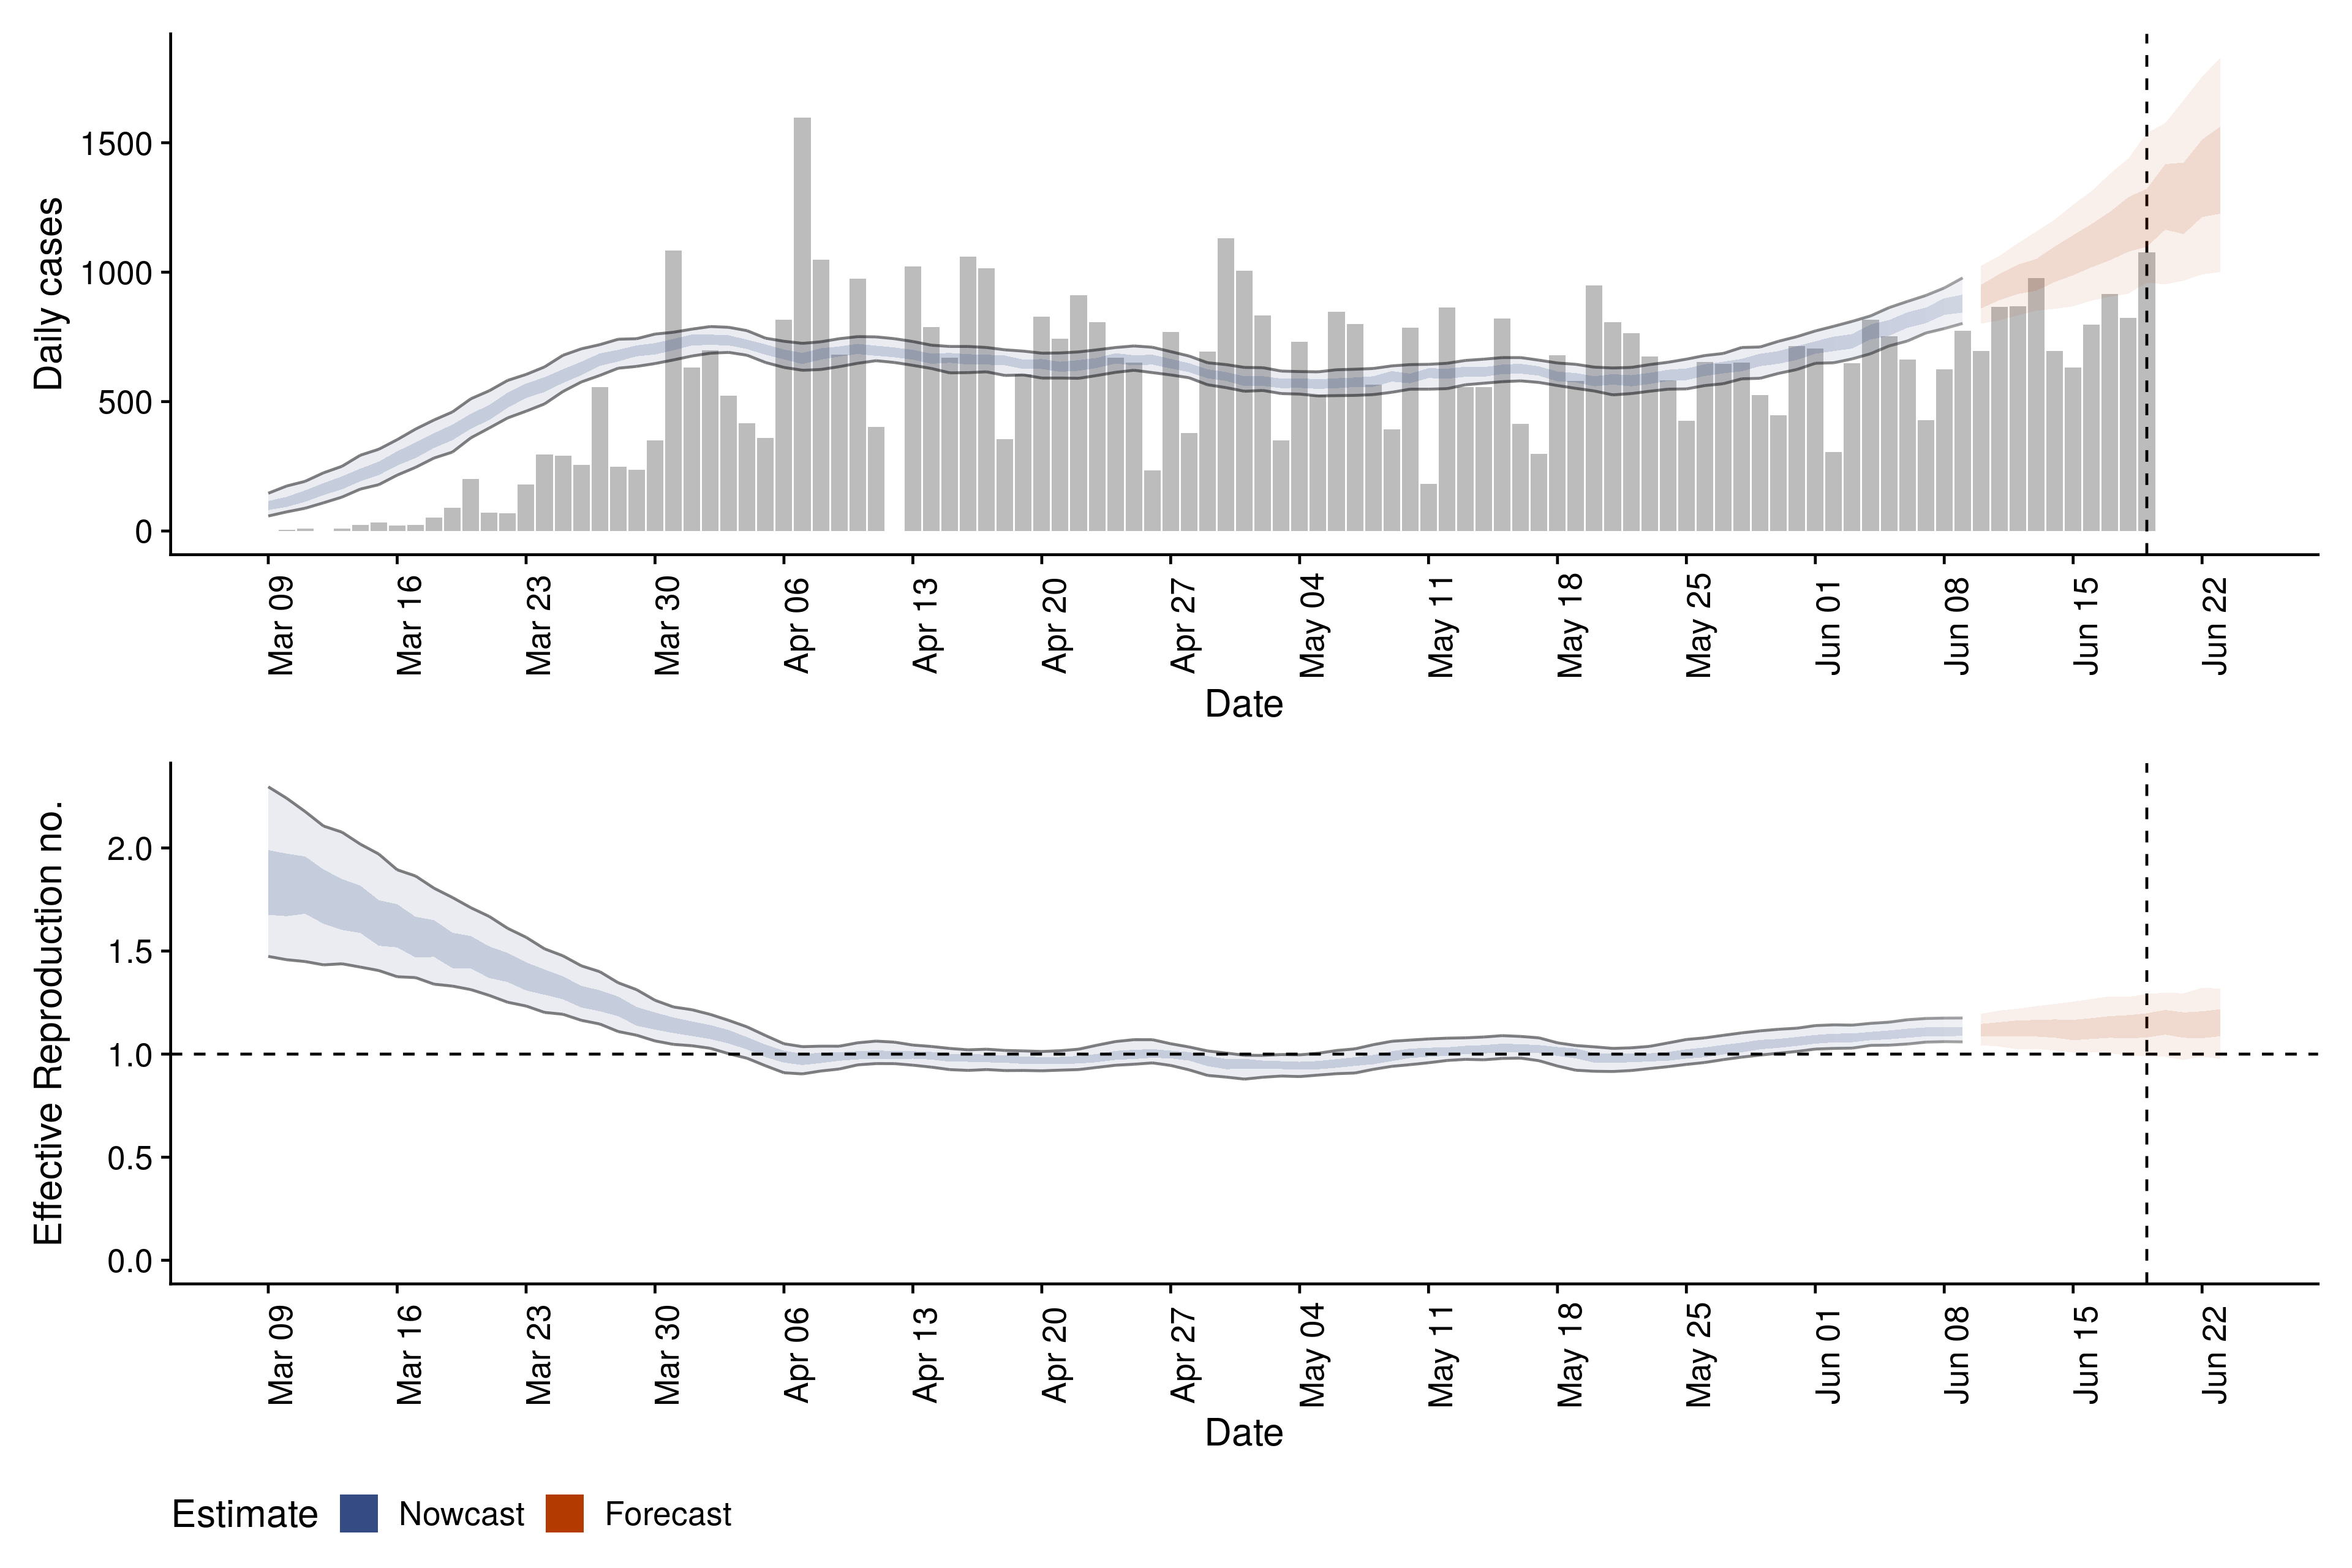 Daily cases
1500
1000
500
0
Mar 09
Mar 16
Mar 23
Mar 30
Apr 06
Apr 13
Apr 20
Apr 27
May 04
May 11
May 18
May 25
Jun 01
Jun 08
Jun 15
Jun 22
Date
Effective Reproduction no.
2.0
1.5
1.0
0.5
0.0
Mar 09
Mar 16
Mar 23
Mar 30
Apr 06
Apr 13
Apr 20
Apr 27
May 04
May 11
May 18
May 25
Jun 01
Jun 08
Jun 15
Jun 22
Date
Estimate Nowcast Forecast